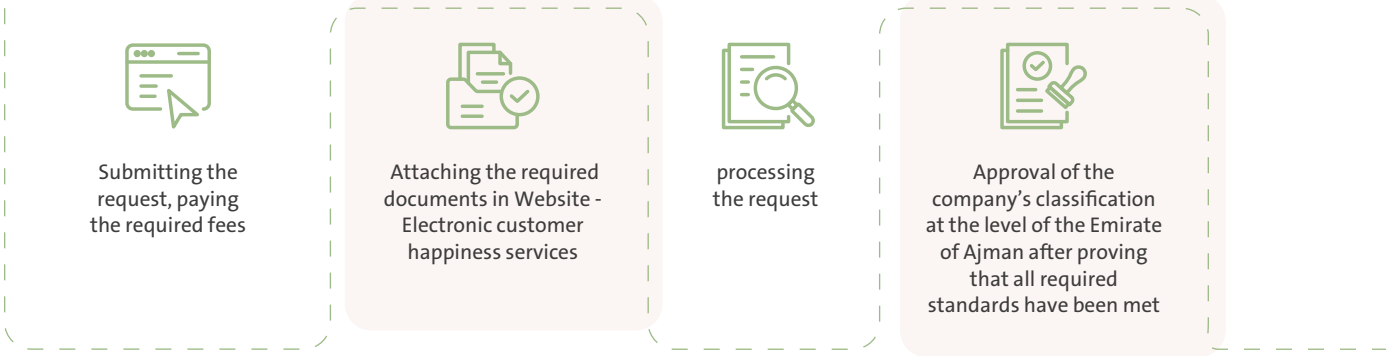 Submitting the
request, paying
the required fees
Attaching the required
documents in Website -
Electronic customer
happiness services
processing
the request
Approval of the
company’s classification
at the level of the Emirate
of Ajman after proving
that all required
standards have been met